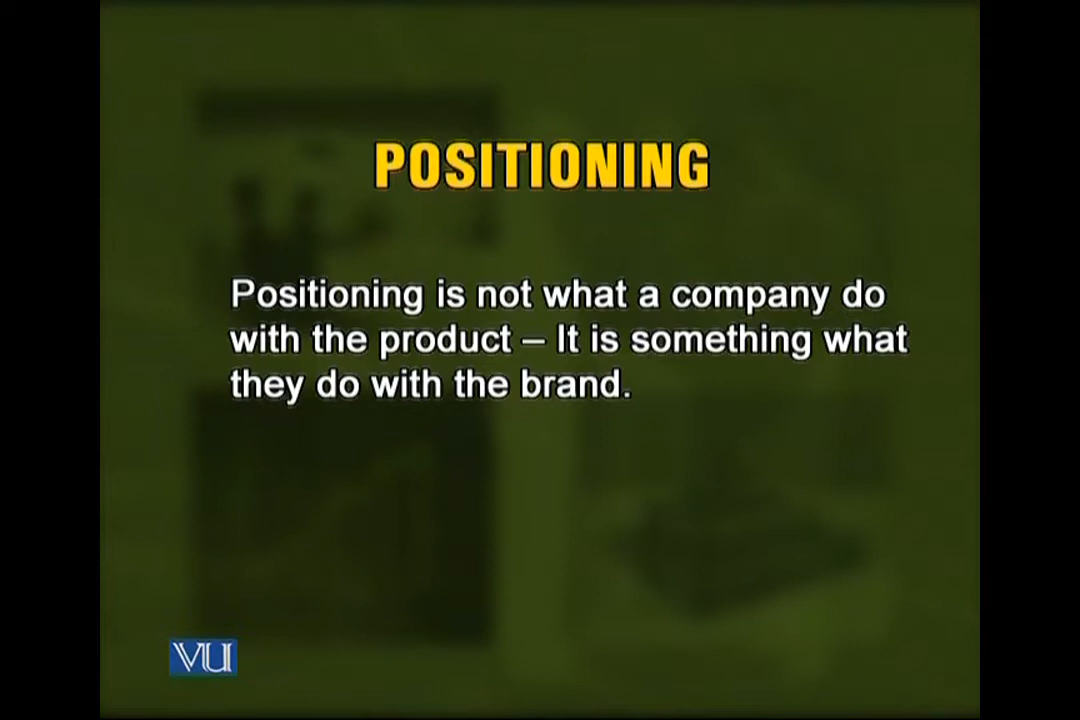 POSITIONING
Positioning is not what a company do
with the product – It is something what
they do with the brand.
VU